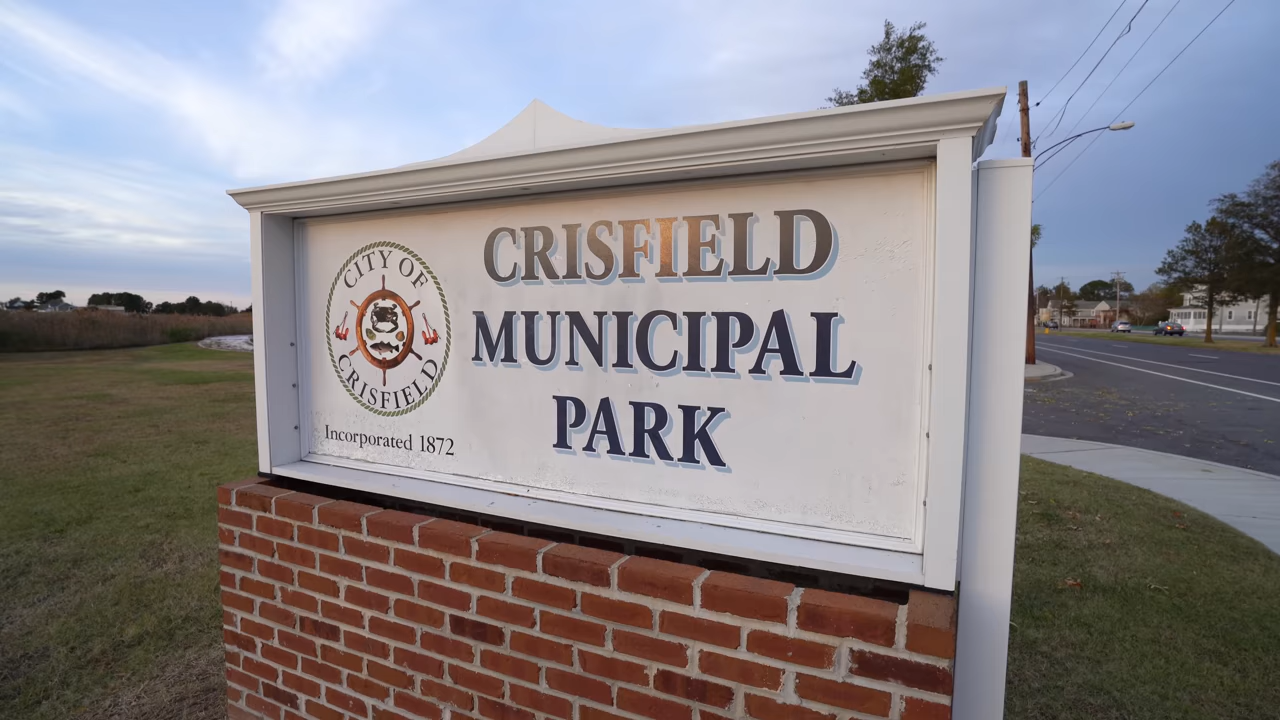 CITY OF
CRISFIELD
Incorporated 1872
CRISFIELD
MUNICIPAL
PARK